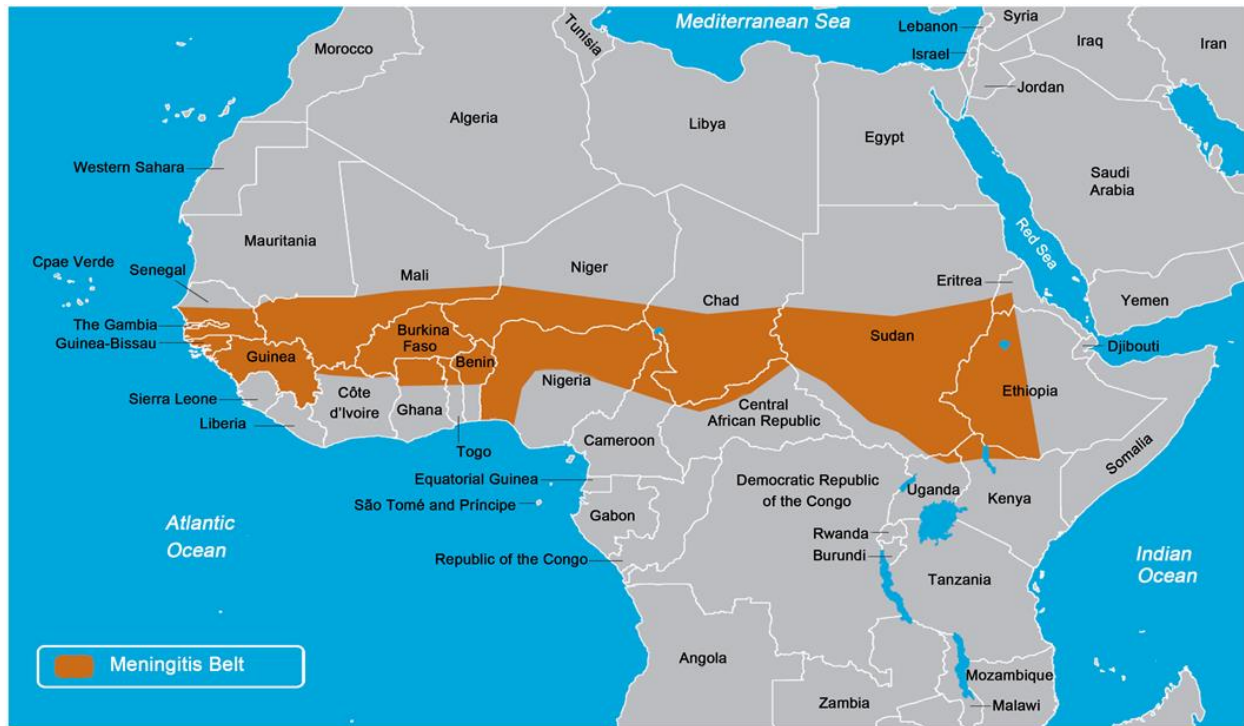 Mediterranean Sea
Tunisia
Morocco
Algeria
Libya
Egypt
Lebanon
Syria
Israel
Iraq
Iran
Jordan
Western Sahara
Saudi
Arabia
Red Sea
Mauritania
Mali
Niger
Chad
Eritrea
Yemen
Cpae Verde
Senegal
The Gambia
Guinea-Bissau
Guinea
Burkina
Faso
Benin
Nigeria
Sudan
Djibouti
Ethiopia
Somalia
Sierra Leone
Liberia
Côte
d'Ivoire
Ghana
Togo
Cameroon
Central
African Republic
Equatorial Guinea
São Tomé and Príncipe
Gabon
Republic of the Congo
Democratic Republic
of the Congo
Uganda
Kenya
Rwanda
Burundi
Tanzania
Atlantic
Ocean
Indian
Ocean
Angola
Zambia
Mozambique
Malawi
Meningitis Belt